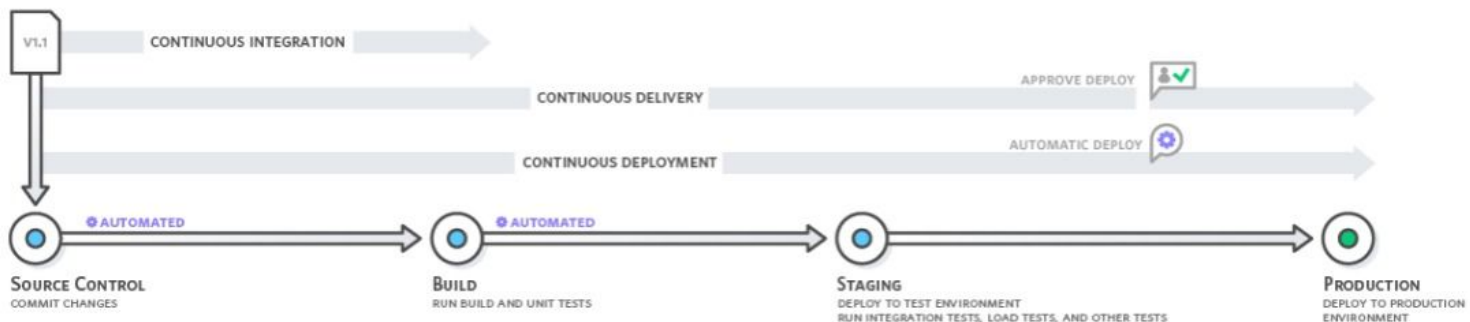 V1.1
CONTINUOUS INTEGRATION
APPROVE DEPLOY
CONTINUOUS DELIVERY
AUTOMATIC DEPLOY
CONTINUOUS DEPLOYMENT
AUTOMATED
AUTOMATED
SOURCE CONTROL
COMMIT CHANGES
BUILD
RUN BUILD AND UNIT TESTS
STAGING
DEPLOY TO TEST ENVIRONMENT
RUN INTEGRATION TESTS, LOAD TESTS, AND OTHER TESTS
PRODUCTION
DEPLOY TO PRODUCTION
ENVIRONMENT